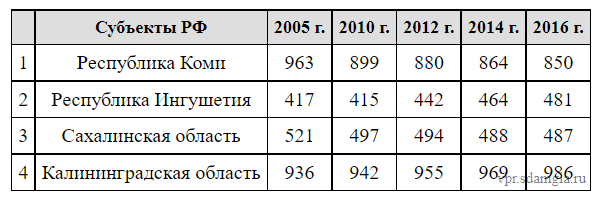 Субъекты РФ 2005 г. 2010 г. 2012 г. 2014 г. 2016 г.
1 Республика Коми 963 899 880 864 850
2 Республика Ингушетия 417 415 442 464 481
3 Сахалинская область 521 497 494 488 487
4 Калининградская область 936 942 955 969 986
vpr.sdamgia.ru